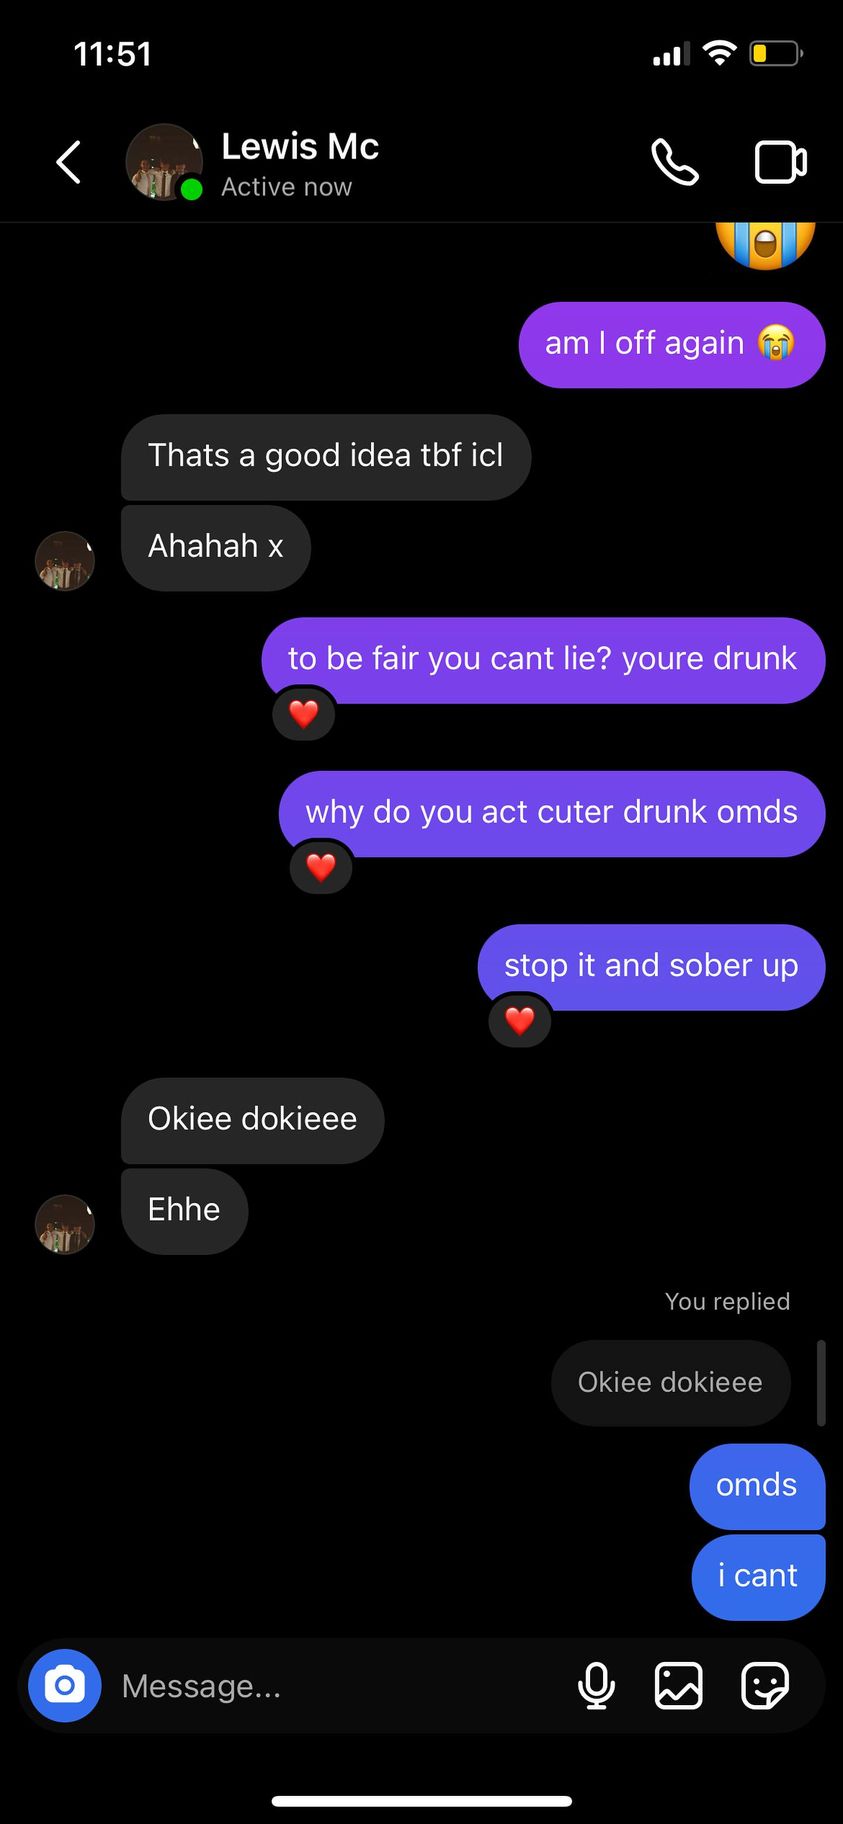 11:51
Lewis Mc
Active now
am I off again 😭
Thats a good idea tbf icl
Ahahah x
to be fair you cant lie? youre drunk
why do you act cuter drunk omds
stop it and sober up
Okiee dokieee
Ehhe
You replied
Okiee dokieee
omds
i cant
Message...